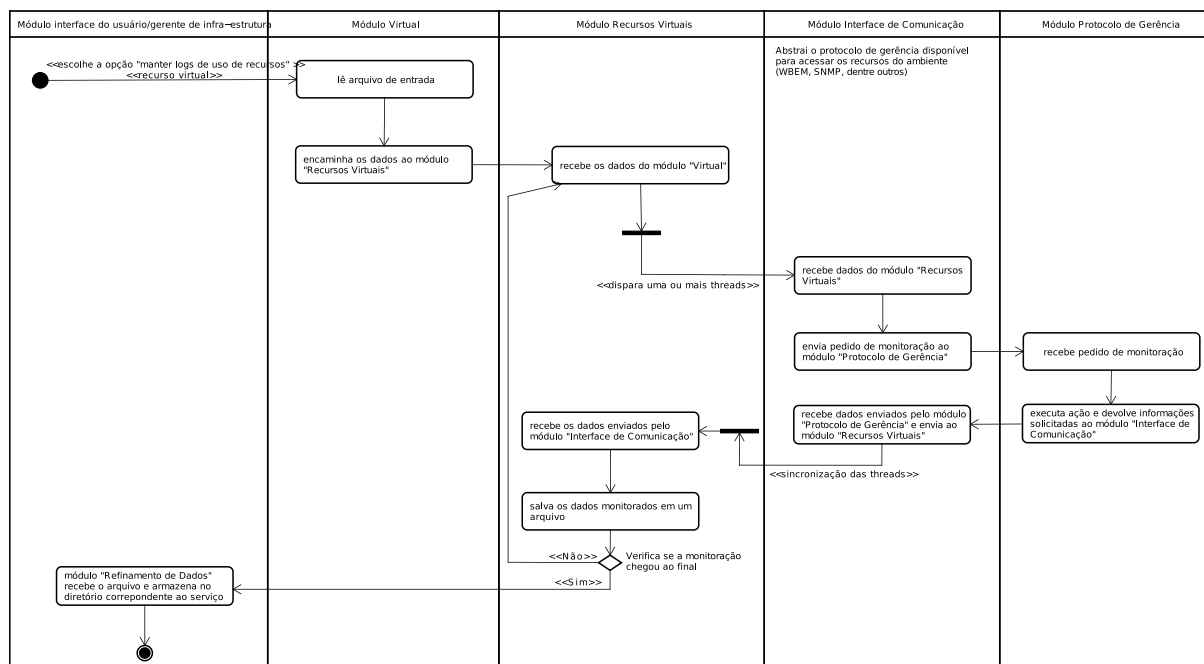 Módulo interface do usuário/gerente de infra-estrutura
Módulo Virtual
Módulo Recursos Virtuais
Módulo Interface de Comunicação
Módulo Protocolo de Gerência
Abstrai o protocolo de gerência disponível
para acessar os recursos do ambiente
(WBEM, SNMP, dentre outros)
<<escolhe a opção "manter logs de uso de recursos" >>
<<recurso virtual>>
lê arquivo de entrada
encaminha os dados ao módulo
"Recursos Virtuais"
recebe os dados do módulo "Virtual"
<<dispara uma ou mais threads>>
recebe dados do módulo "Recursos
Virtuais"
envia pedido de monitoração ao
módulo "Protocolo de Gerência"
recebe pedido de monitoração
executa ação e devolve informações
solicitadas ao módulo "Interface de
Comunicação"
recebe dados enviados pelo módulo
"Protocolo de Gerência" e envia ao
módulo "Recursos Virtuais"
<<sincronização das threads>>
recebe os dados enviados pelo
módulo "Interface de Comunicação"
salva os dados monitorados em um
arquivo
<<Não>>
Verifica se a monitoração
chegou ao final
<<Sim>>
módulo "Refinamento de Dados"
recebe o arquivo e armazena no
diretório correpondente ao serviço